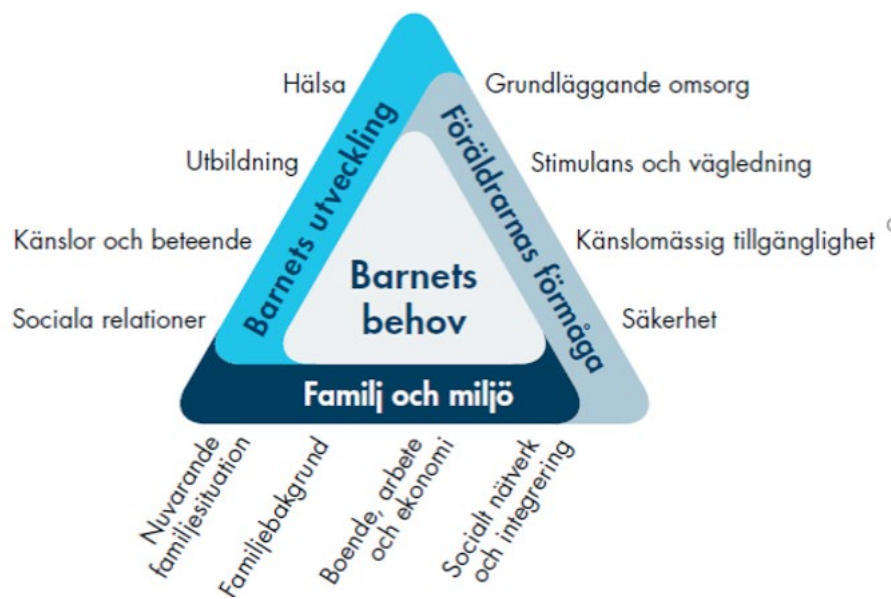 Hälsa
Utbildning
Känslor och beteende
Sociala relationer
Barnets utveckling
Grundläggande omsorg
Stimulans och vägledning
Känslomässig tillgänglighet
Säkerhet
Föräldrarnas förmåga
Barnets
behov
Familj och miljö
Nuvarande
familjesituation
Familjebakgrund
Boende, arbete
och ekonomi
Socialt nätverk
och integrering